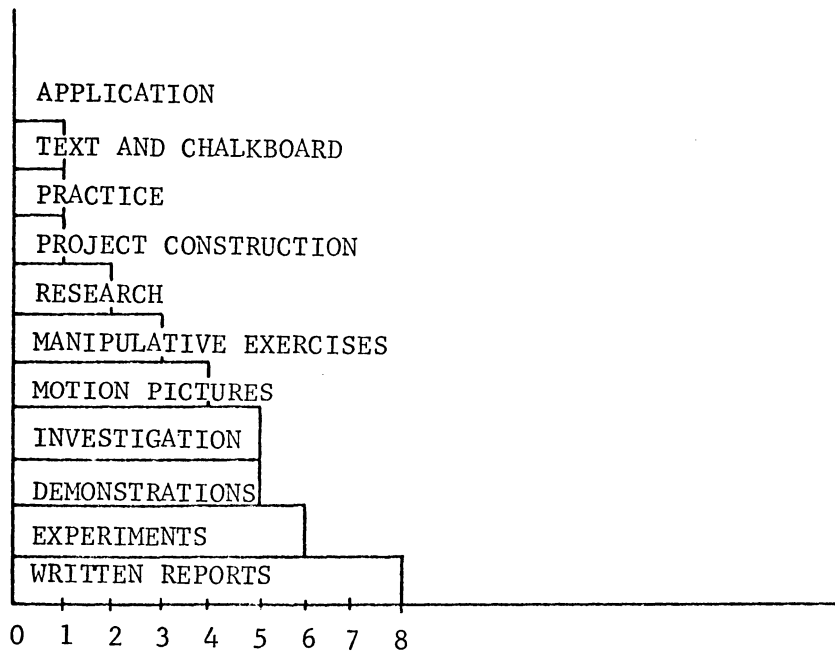 APPLICATION
TEXT AND CHALKBOARD
PRACTICE
PROJECT CONSTRUCTION
RESEARCH
MANIPULATIVE EXERCISES
MOTION PICTURES
INVESTIGATION
DEMONSTRATIONS
EXPERIMENTS
WRITTEN REPORTS
0 1 2 3 4 5 6 7 8